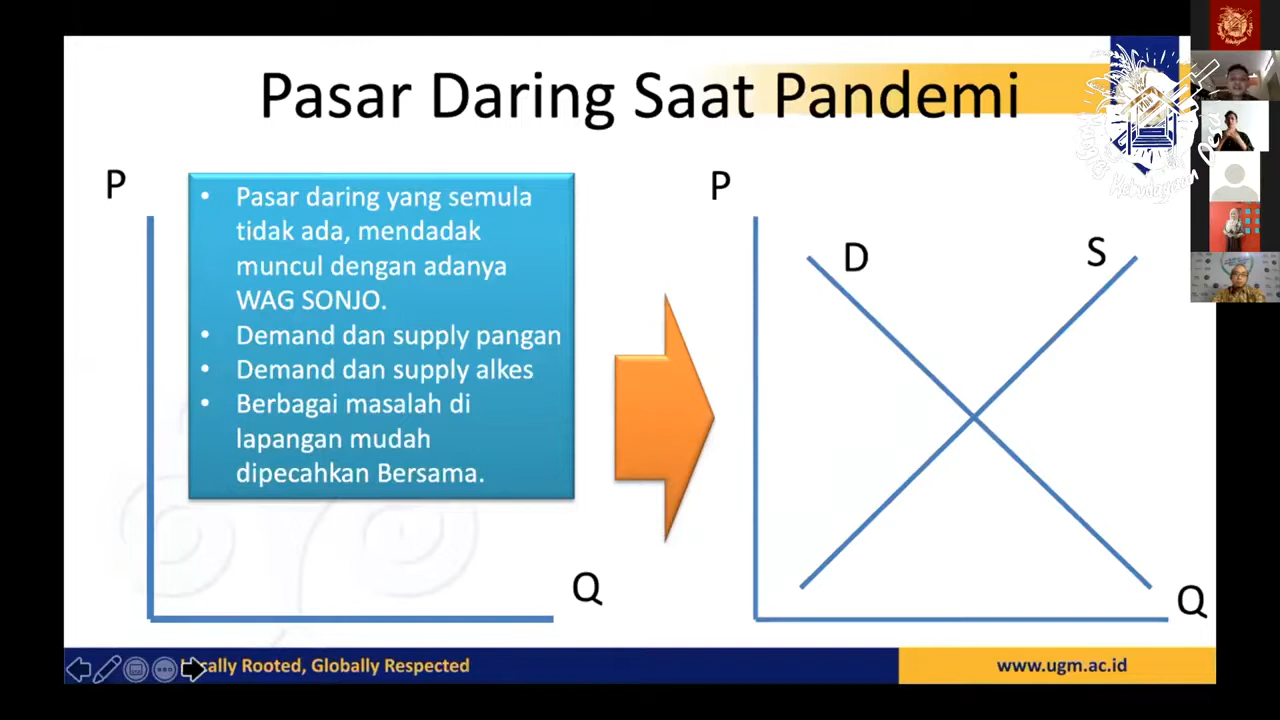 Pasar Daring Saat Pandemi
P
• Pasar daring yang semula
tidak ada, mendadak
muncul dengan adanya
WAG SONJO.
• Demand dan supply pangan
• Demand dan supply alkes
• Berbagai masalah di
lapangan mudah
dipecahkan Bersama.
Q
P
D
S
Q
Rooted, Globally Respected
www.ugm.ac.id